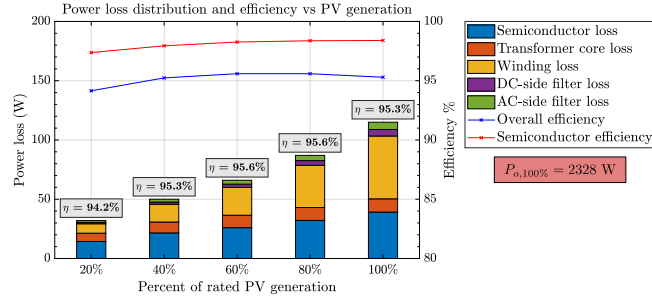 Power loss distribution and efficiency vs PV generation
200
150
100
50
0
Power loss (W)
100
95
90
85
80
Efficiency %
η = 94.2%
η = 95.3%
η = 95.6%
η = 95.6%
η = 95.3%
20%
40%
60%
80%
100%
Percent of rated PV generation
Semiconductor loss
Transformer core loss
Winding loss
DC-side filter loss
AC-side filter loss
Overall efficiency
Semiconductor efficiency
Pₒ,₁₀₀% = 2328 W